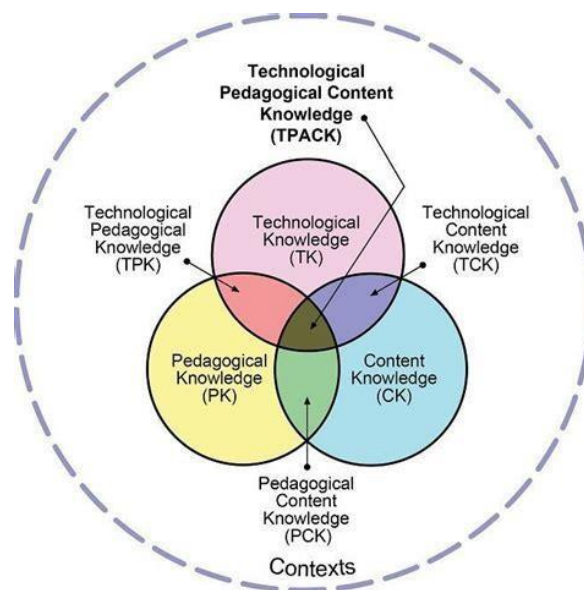 Technological
Pedagogical Content
Knowledge
(TPACK)
Technological
Pedagogical
Knowledge
(TPK)
Technological
Knowledge
(TK)
Technological
Content
Knowledge
(TCK)
Pedagogical
Knowledge
(PK)
Content
Knowledge
(CK)
Pedagogical
Content
Knowledge
(PCK)
Contexts